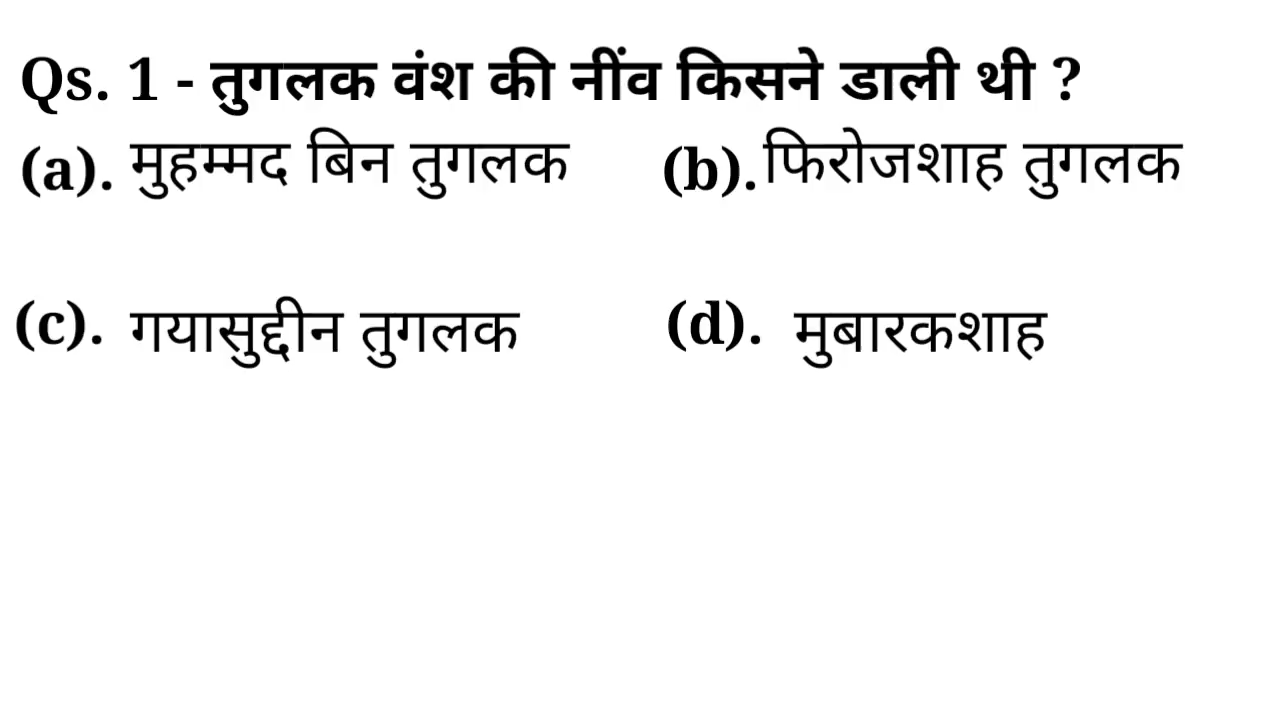 Qs. 1 - तुगलक वंश की नींव किसने डाली थी ?
(a). मुहम्मद बिन तुगलक (b). फिरोजशाह तुगलक
(c). गयासुद्दीन तुगलक (d). मुबारकशाह